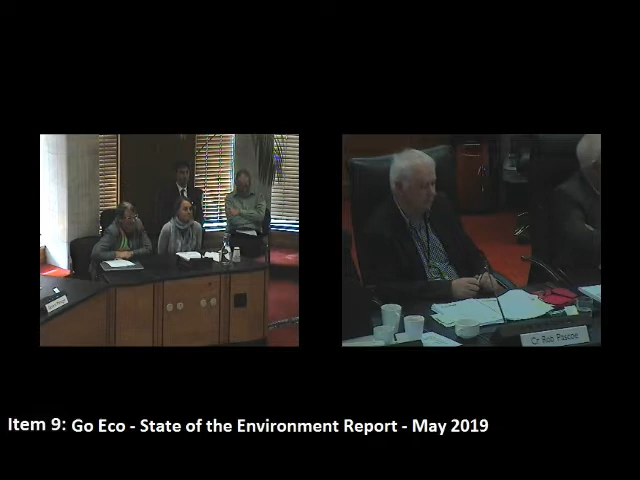 Cr Rob Pascoe
Item 9: Go Eco - State of the Environment Report - May 2019